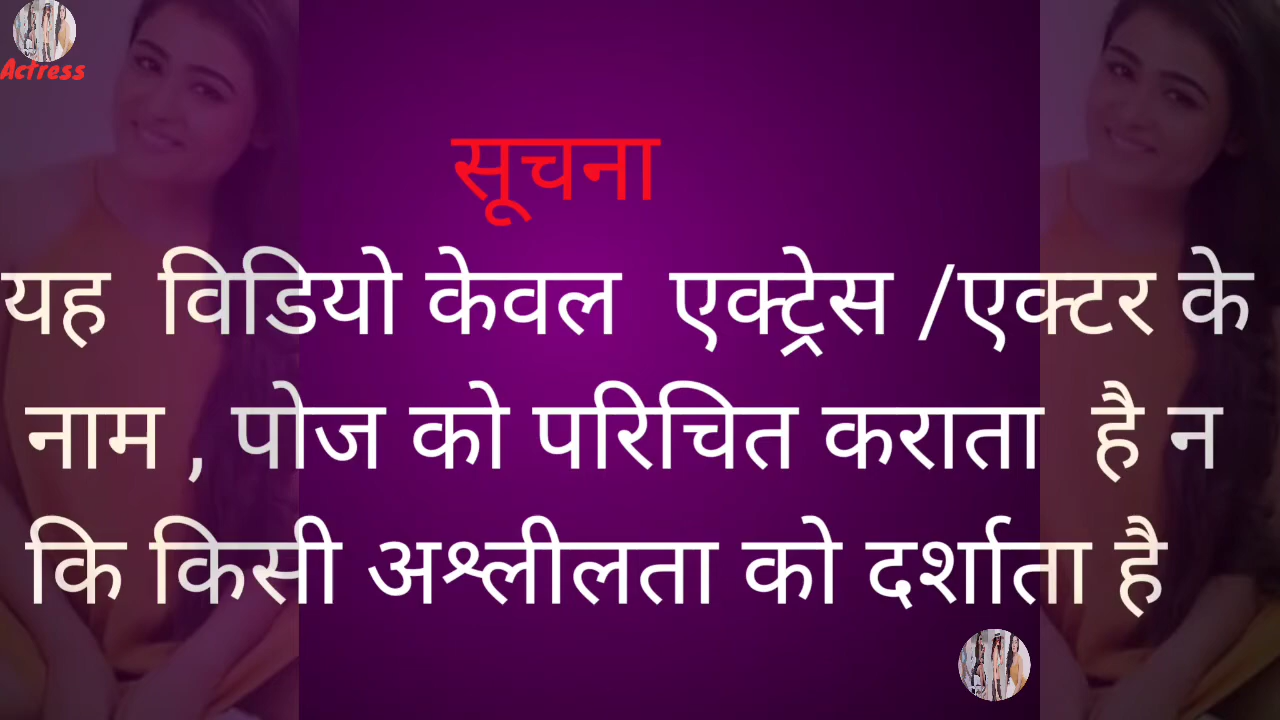 Actress
सूचना
यह विडियो केवल एक्ट्रेस /एक्टर के
नाम , पोज को परिचित कराता है न
कि किसी अश्लीलता को दर्शाता है